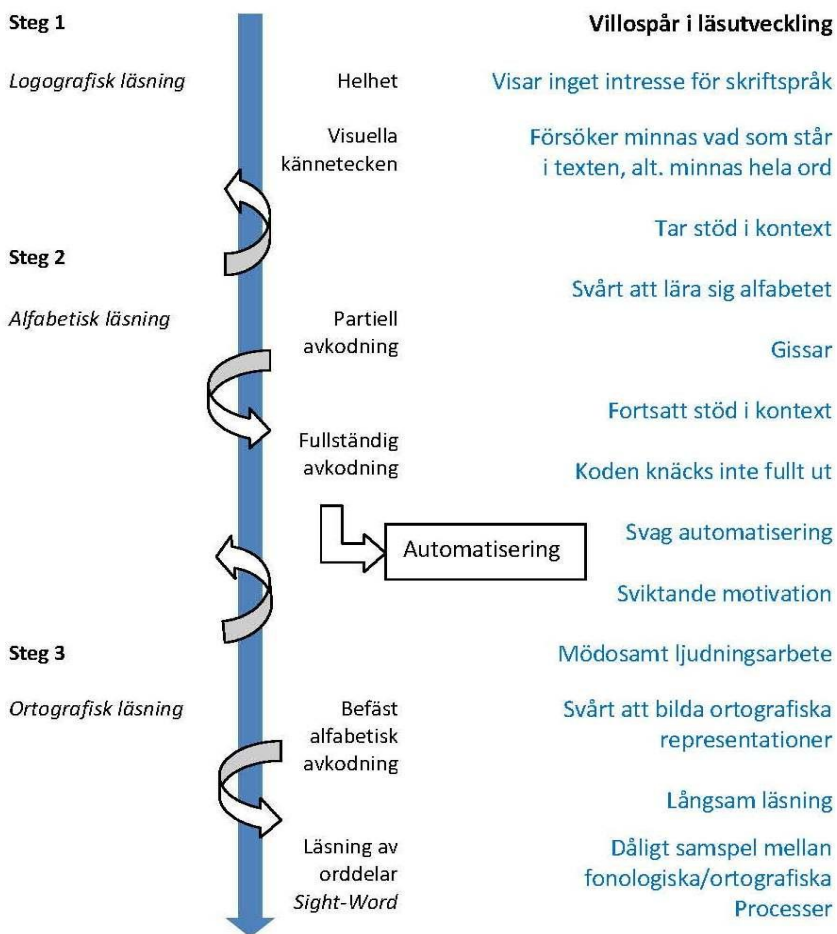 Steg 1
Villospår i läsutveckling
Logografisk läsning
Helhet
Visar inget intresse för skriftspråk
Visuella
kännetecken
Försöker minnas vad som står
i texten, alt. minnas hela ord
Tar stöd i kontext
Steg 2
Svårt att lära sig alfabetet
Alfabetisk läsning
Partiell
avkodning
Gissar
Fortsatt stöd i kontext
Fullständig
avkodning
Koden knäcks inte fullt ut
Automatisering
Svag automatisering
Sviktande motivation
Steg 3
Mödosamt ljudningsarbete
Ortografisk läsning
Befäst
alfabetisk
avkodning
Svårt att bilda ortografiska
representationer
Långsam läsning
Läsning av
orddelar
Sight-Word
Dåligt samspel mellan
fonologiska/ortografiska
Processer